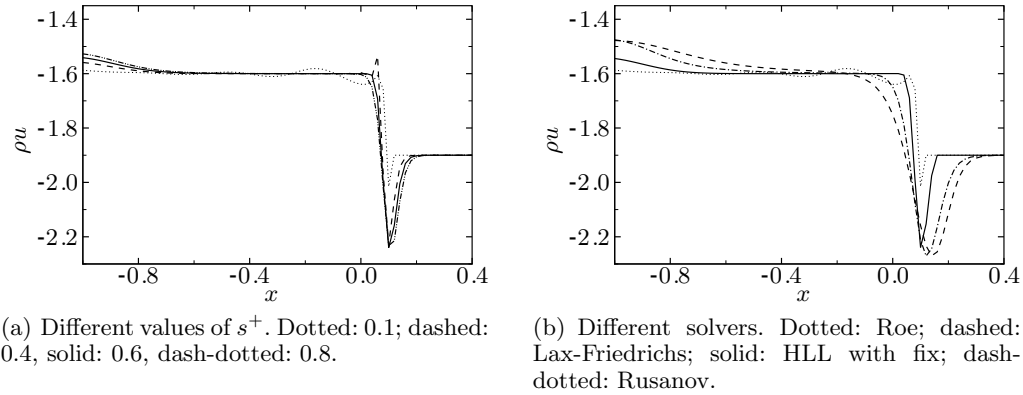 -1.4
-1.6
-1.8
-2.0
-2.2
ρu
-0.8
-0.4
0.0
0.4
x
(a) Different values of s⁺. Dotted: 0.1; dashed:
0.4, solid: 0.6, dash-dotted: 0.8.
-1.4
-1.6
-1.8
-2.0
-2.2
ρu
-0.8
-0.4
0.0
0.4
x
(b) Different solvers. Dotted: Roe; dashed:
Lax-Friedrichs; solid: HLL with fix; dash-
dotted: Rusanov.